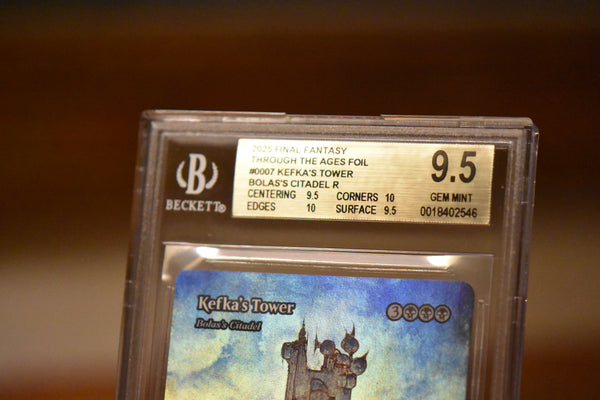 2025 FINAL FANTASY
THROUGH THE AGES FOIL
#0007 KEFKA'S TOWER
BOLAS'S CITADEL R
CENTERING 9.5 CORNERS 10
EDGES 10 SURFACE 9.5
9.5
GEM MINT
0018402546
B
BECKETT®
Kefka's Tower
3
Bolas's Citadel